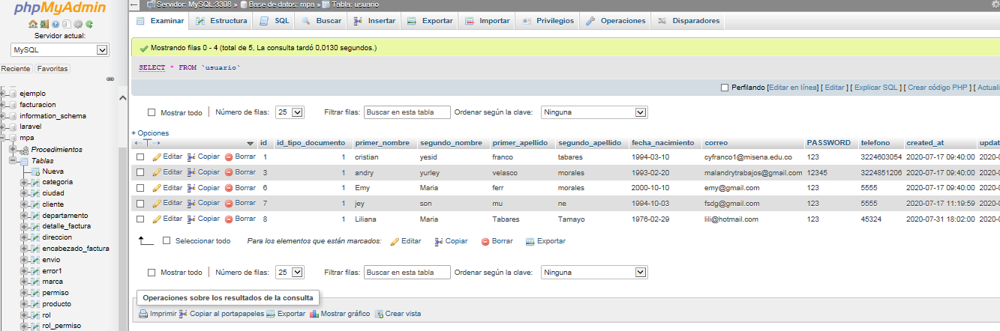 phpMyAdmin
Servidor actual:
MySQL
Reciente Favoritas
ejemplo
facturacion
information_schema
laravel
mpa
Procedimientos
Tablas
Nueva
categoria
ciudad
cliente
departamento
detalle_factura
direccion
encabezado_factura
envio
error1
marca
permiso
producto
rol
rol_permiso
Servidor: MySQL:3308 » Base de datos: mpa » Tabla: usuario
Examinar Estructura SQL Buscar Insertar Exportar Importar Privilegios Operaciones Disparadores
Mostrando filas 0 - 4 (total de 5, La consulta tardó 0,0130 segundos.)
SELECT * FROM `usuario`
Perfilando [Editar en línea] [ Editar ] [ Explicar SQL ] [ Crear código PHP ] [ Actuali
Mostrar todo | Número de filas: 25 Filtrar filas: Buscar en esta tabla Ordenar según la clave: Ninguna
+ Opciones
←T→ id id_tipo_documento primer_nombre segundo_nombre primer_apellido segundo_apellido fecha_nacimiento correo PASSWORD telefono created_at updat
Editar Copiar Borrar 1 1 cristian yesid franco tabares 1994-03-10 cyfranco1@misena.edu.co 123 3224603054 2020-07-17 09:40:00 2020-0
Editar Copiar Borrar 3 1 andry yurley velasco morales 1993-02-20 malandrytrabajos@gmail.com 12345 3224851206 2020-07-17 09:40:00 2020-0
Editar Copiar Borrar 6 1 Emy Maria ferr morales 2000-10-10 emy@gmail.com 123 5555 2020-07-17 09:40:00 2020-0
Editar Copiar Borrar 7 1 jey son mu ne 1994-10-03 fsdg@gmail.com 123 5555 2020-07-17 11:19:59 2020-0
Editar Copiar Borrar 8 1 Liliana Maria Tabares Tamayo 1976-02-29 lili@hotmail.com 123 45324 2020-07-31 18:02:00 2020-0
Seleccionar todo Para los elementos que están marcados: Editar Copiar Borrar Exportar
Mostrar todo | Número de filas: 25 Filtrar filas: Buscar en esta tabla Ordenar según la clave: Ninguna
Operaciones sobre los resultados de la consulta
Imprimir Copiar al portapapeles Exportar Mostrar gráfico Crear vista